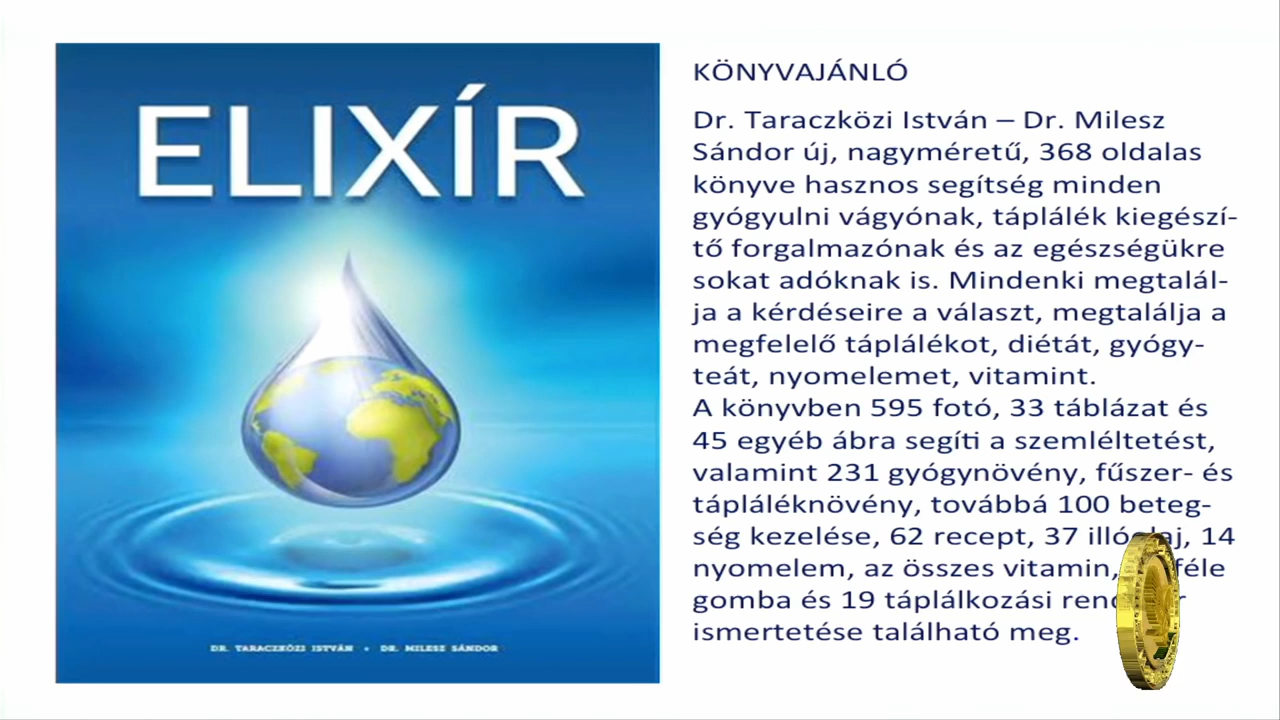 ELIXÍR
DR. TARACZKÖZI ISTVÁN • DR. MILESZ SÁNDOR
KÖNYVAJÁNLÓ
Dr. Taraczközi István – Dr. Milesz
Sándor új, nagyméretű, 368 oldalas
könyve hasznos segítség minden
gyógyulni vágyónak, táplálék kiegészí-
tő forgalmazónak és az egészségükre
sokat adóknak is. Mindenki megtalál-
ja a kérdéseire a választ, megtalálja a
megfelelő táplálékot, diétát, gyógy-
teát, nyomelemet, vitamint.
A könyvben 595 fotó, 33 táblázat és
45 egyéb ábra segíti a szemléltetést,
valamint 231 gyógynövény, fűszer- és
tápláléknövény, továbbá 100 beteg-
ség kezelése, 62 recept, 37 illóolaj, 14
nyomelem, az összes vitamin, féle
gomba és 19 táplálkozási
ismertetése található meg.